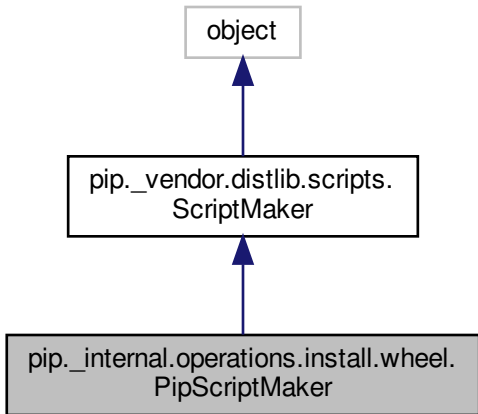 object
pip._vendor.distlib.scripts.
ScriptMaker
pip._internal.operations.install.wheel.
PipScriptMaker